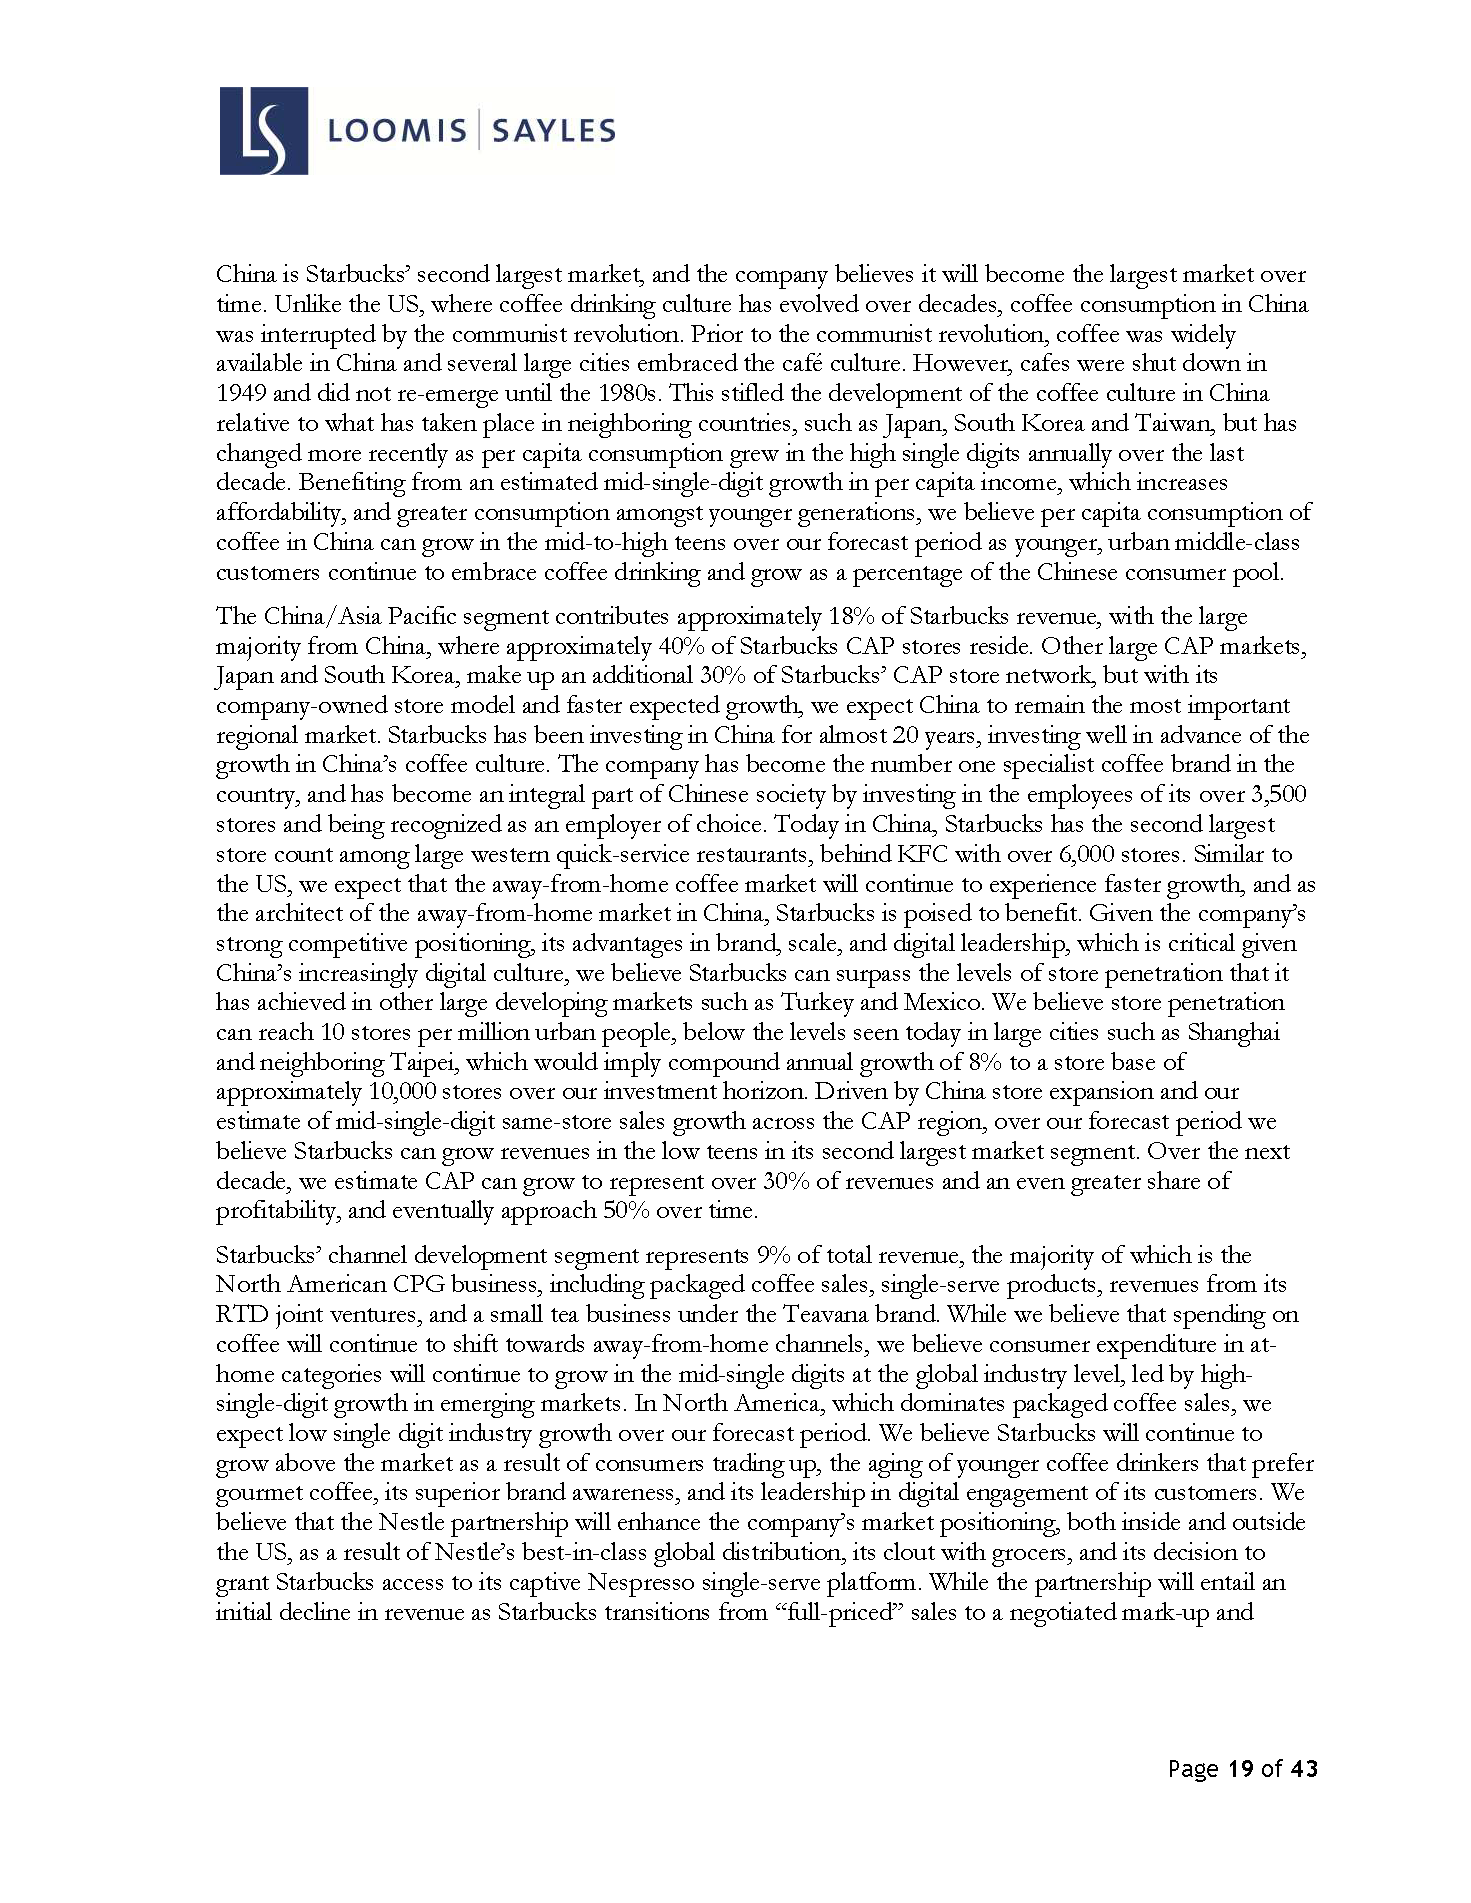 LS LOOMIS | SAYLES
China is Starbucks’ second largest market, and the company believes it will become the largest market over
time. Unlike the US, where coffee drinking culture has evolved over decades, coffee consumption in China
was interrupted by the communist revolution. Prior to the communist revolution, coffee was widely
available in China and several large cities embraced the café culture. However, cafes were shut down in
1949 and did not re-emerge until the 1980s. This stifled the development of the coffee culture in China
relative to what has taken place in neighboring countries, such as Japan, South Korea and Taiwan, but has
changed more recently as per capita consumption grew in the high single digits annually over the last
decade. Benefiting from an estimated mid-single-digit growth in per capita income, which increases
affordability, and greater consumption amongst younger generations, we believe per capita consumption of
coffee in China can grow in the mid-to-high teens over our forecast period as younger, urban middle-class
customers continue to embrace coffee drinking and grow as a percentage of the Chinese consumer pool.
The China/Asia Pacific segment contributes approximately 18% of Starbucks revenue, with the large
majority from China, where approximately 40% of Starbucks CAP stores reside. Other large CAP markets,
Japan and South Korea, make up an additional 30% of Starbucks’ CAP store network, but with its
company-owned store model and faster expected growth, we expect China to remain the most important
regional market. Starbucks has been investing in China for almost 20 years, investing well in advance of the
growth in China’s coffee culture. The company has become the number one specialist coffee brand in the
country, and has become an integral part of Chinese society by investing in the employees of its over 3,500
stores and being recognized as an employer of choice. Today in China, Starbucks has the second largest
store count among large western quick-service restaurants, behind KFC with over 6,000 stores. Similar to
the US, we expect that the away-from-home coffee market will continue to experience faster growth, and as
the architect of the away-from-home market in China, Starbucks is poised to benefit. Given the company’s
strong competitive positioning, its advantages in brand, scale, and digital leadership, which is critical given
China’s increasingly digital culture, we believe Starbucks can surpass the levels of store penetration that it
has achieved in other large developing markets such as Turkey and Mexico. We believe store penetration
can reach 10 stores per million urban people, below the levels seen today in large cities such as Shanghai
and neighboring Taipei, which would imply compound annual growth of 8% to a store base of
approximately 10,000 stores over our investment horizon. Driven by China store expansion and our
estimate of mid-single-digit same-store sales growth across the CAP region, over our forecast period we
believe Starbucks can grow revenues in the low teens in its second largest market segment. Over the next
decade, we estimate CAP can grow to represent over 30% of revenues and an even greater share of
profitability, and eventually approach 50% over time.
Starbucks’ channel development segment represents 9% of total revenue, the majority of which is the
North American CPG business, including packaged coffee sales, single-serve products, revenues from its
RTD joint ventures, and a small tea business under the Teavana brand. While we believe that spending on
coffee will continue to shift towards away-from-home channels, we believe consumer expenditure in at-
home categories will continue to grow in the mid-single digits at the global industry level, led by high-
single-digit growth in emerging markets. In North America, which dominates packaged coffee sales, we
expect low single digit industry growth over our forecast period. We believe Starbucks will continue to
grow above the market as a result of consumers trading up, the aging of younger coffee drinkers that prefer
gourmet coffee, its superior brand awareness, and its leadership in digital engagement of its customers. We
believe that the Nestle partnership will enhance the company’s market positioning, both inside and outside
the US, as a result of Nestle’s best-in-class global distribution, its clout with grocers, and its decision to
grant Starbucks access to its captive Nespresso single-serve platform. While the partnership will entail an
initial decline in revenue as Starbucks transitions from “full-priced” sales to a negotiated mark-up and
Page 19 of 43